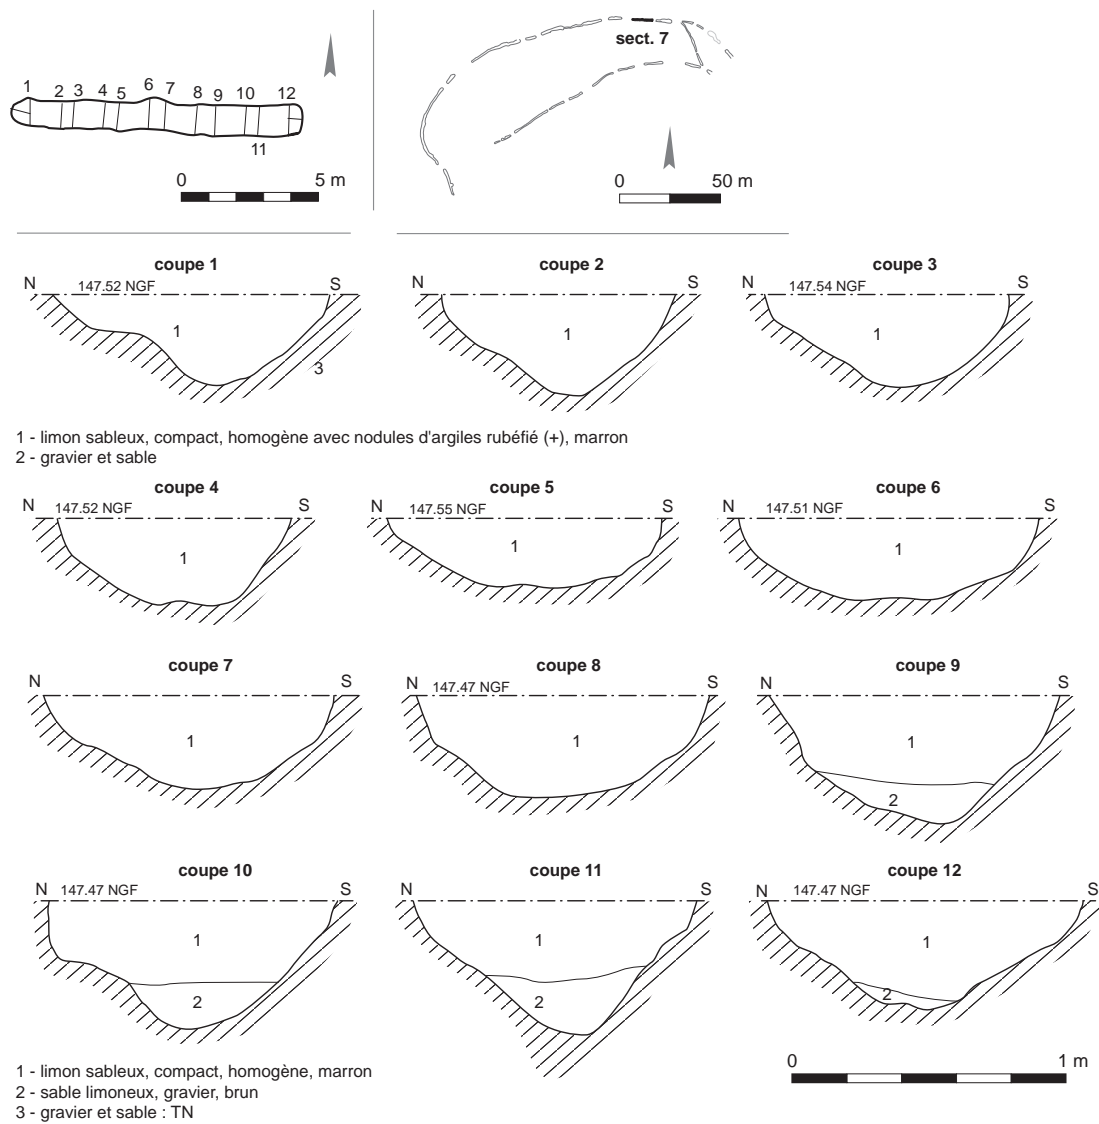 1
2 3 4 5 6 7 8 9 10 12
11
0 5 m
sect. 7
0 50 m
coupe 1
N 147.52 NGF S
1
3
coupe 2
N S
1
coupe 3
N 147.54 NGF S
1
1 - limon sableux, compact, homogène avec nodules d'argiles rubéfié (+), marron
2 - gravier et sable
coupe 4
N 147.52 NGF S
1
coupe 5
N 147.55 NGF S
1
coupe 6
N 147.51 NGF S
1
coupe 7
N S
1
coupe 8
N 147.47 NGF S
1
coupe 9
N S
1
2
coupe 10
N 147.47 NGF S
1
2
coupe 11
N S
1
2
coupe 12
N 147.47 NGF S
1
2
1 - limon sableux, compact, homogène, marron
2 - sable limoneux, gravier, brun
3 - gravier et sable : TN
0 1 m